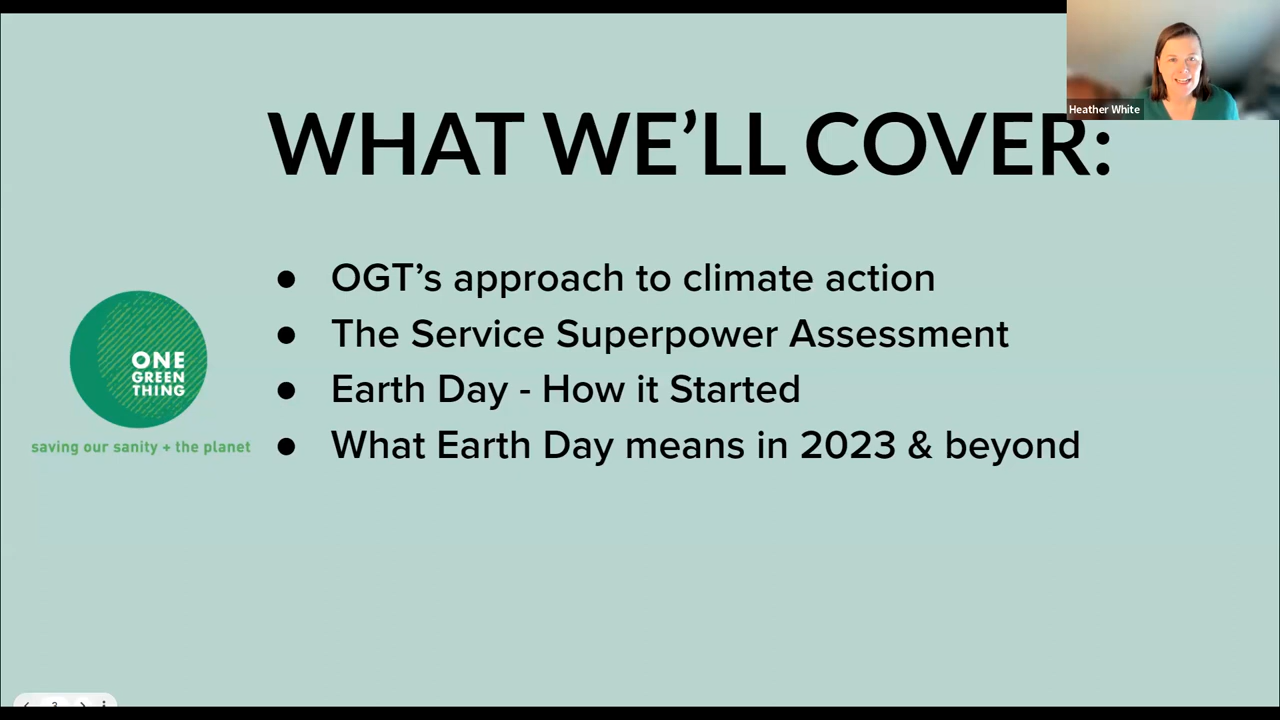 Heather White
WHAT WE’LL COVER:
● OGT’s approach to climate action
● The Service Superpower Assessment
● Earth Day - How it Started
● What Earth Day means in 2023 & beyond
ONE
GREEN
THING
saving our sanity + the planet
3